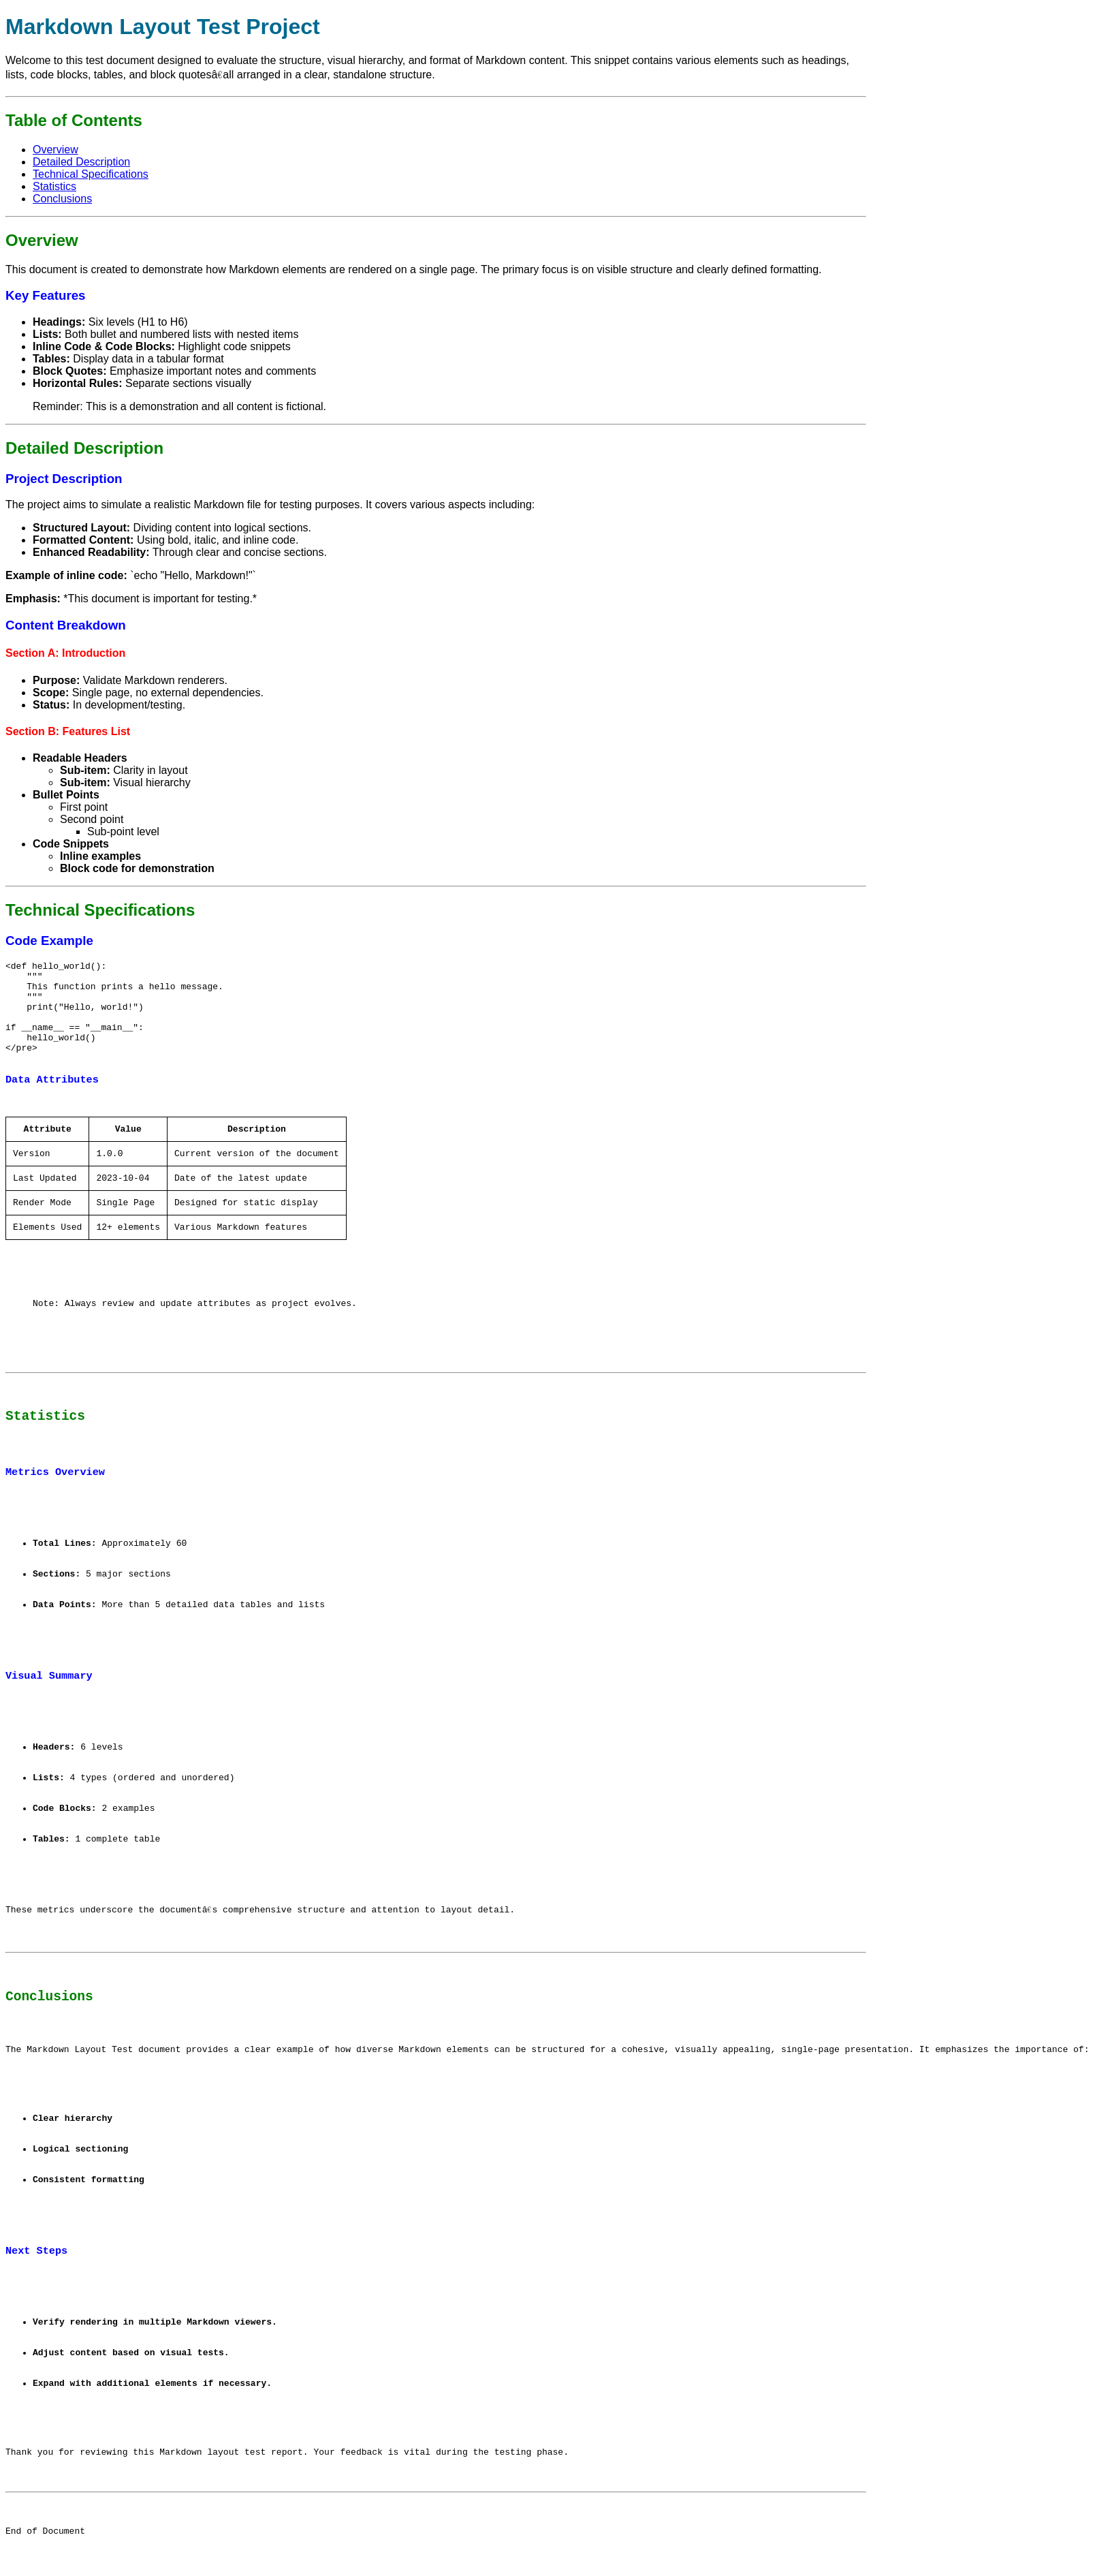 Markdown Layout Test Project
Welcome to this test document designed to evaluate the structure, visual hierarchy, and format of Markdown content. This snippet contains various elements such as headings,
lists, code blocks, tables, and block quotesâ€all arranged in a clear, standalone structure.
Table of Contents
Overview
Detailed Description
Technical Specifications
Statistics
Conclusions
Overview
This document is created to demonstrate how Markdown elements are rendered on a single page. The primary focus is on visible structure and clearly defined formatting.
Key Features
Headings: Six levels (H1 to H6)
Lists: Both bullet and numbered lists with nested items
Inline Code & Code Blocks: Highlight code snippets
Tables: Display data in a tabular format
Block Quotes: Emphasize important notes and comments
Horizontal Rules: Separate sections visually
Reminder: This is a demonstration and all content is fictional.
Detailed Description
Project Description
The project aims to simulate a realistic Markdown file for testing purposes. It covers various aspects including:
Structured Layout: Dividing content into logical sections.
Formatted Content: Using bold, italic, and inline code.
Enhanced Readability: Through clear and concise sections.
Example of inline code: `echo "Hello, Markdown!"`
Emphasis: *This document is important for testing.*
Content Breakdown
Section A: Introduction
Purpose: Validate Markdown renderers.
Scope: Single page, no external dependencies.
Status: In development/testing.
Section B: Features List
Readable Headers
Sub-item: Clarity in layout
Sub-item: Visual hierarchy
Bullet Points
First point
Second point
Sub-point level
Code Snippets
Inline examples
Block code for demonstration
Technical Specifications
Code Example
<def hello_world():
    """
    This function prints a hello message.
    """
    print("Hello, world!")
if __name__ == "__main__":
    hello_world()
</pre>
Data Attributes
Attribute Value Description
Version 1.0.0 Current version of the document
Last Updated 2023-10-04 Date of the latest update
Render Mode Single Page Designed for static display
Elements Used 12+ elements Various Markdown features
Note: Always review and update attributes as project evolves.
Statistics
Metrics Overview
Total Lines: Approximately 60
Sections: 5 major sections
Data Points: More than 5 detailed data tables and lists
Visual Summary
Headers: 6 levels
Lists: 4 types (ordered and unordered)
Code Blocks: 2 examples
Tables: 1 complete table
These metrics underscore the documentâ€s comprehensive structure and attention to layout detail.
Conclusions
The Markdown Layout Test document provides a clear example of how diverse Markdown elements can be structured for a cohesive, visually appealing, single-page presentation. It emphasizes the importance of:
Clear hierarchy
Logical sectioning
Consistent formatting
Next Steps
Verify rendering in multiple Markdown viewers.
Adjust content based on visual tests.
Expand with additional elements if necessary.
Thank you for reviewing this Markdown layout test report. Your feedback is vital during the testing phase.
End of Document